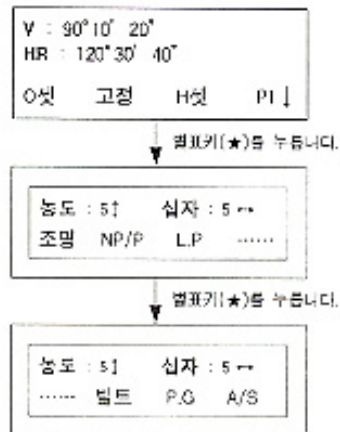 V : 90°10′ 20″
HR : 120°30′ 40″
0셋 고정 H셋 P1↓
별표키(★)를 누릅니다.
농도 : 5↕ 십자 : 5↔
조명 NP/P L.P ······
별표키(★)를 누릅니다.
농도 : 5↕ 십자 : 5↔
······ 틸트 P.G A/S